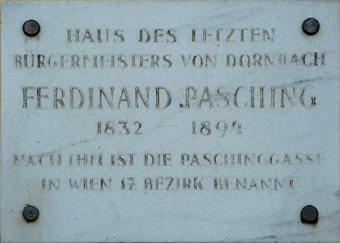 HAUS DES LETZTEN
BÜRGERMEISTERS VON DORNBACH
FERDINAND PASCHING
1832 1894
NACH IHM IST DIE PASCHINGGASSE
IN WIEN 17. BEZIRK BENANNT